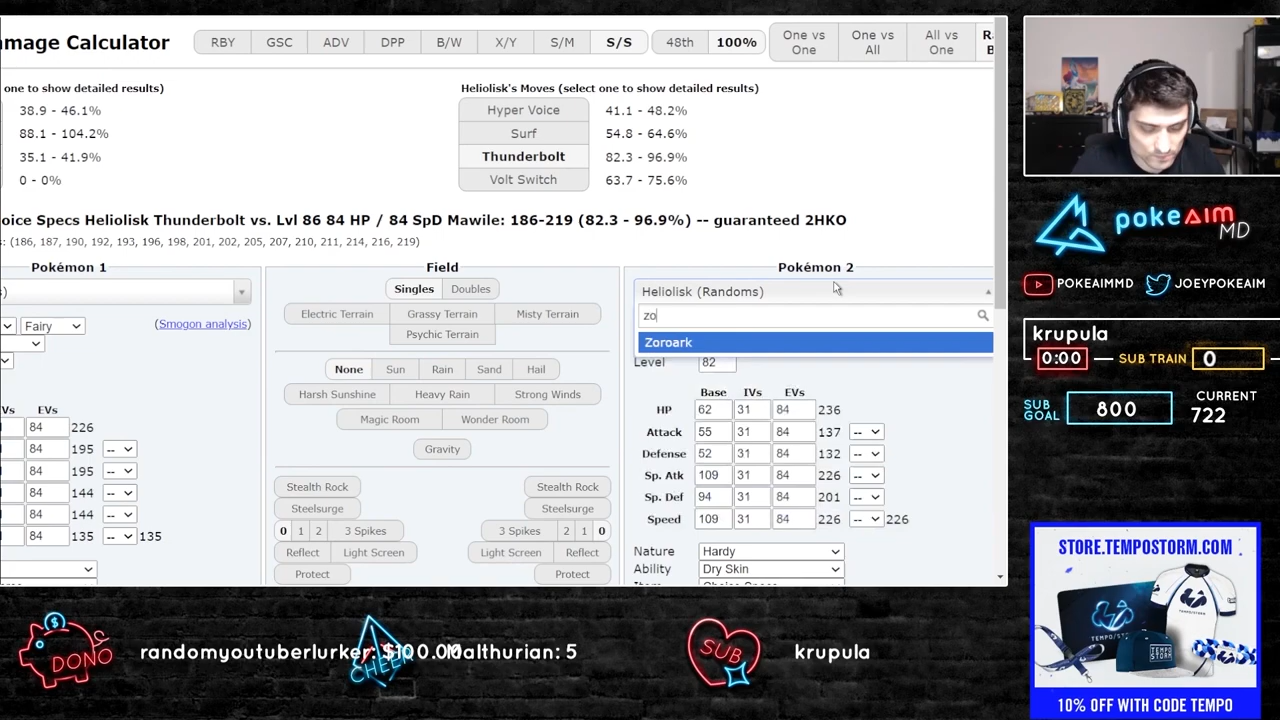 amage Calculator
RBY GSC ADV DPP B/W X/Y S/M S/S 48th 100% One vs One One vs All All vs One
one to show detailed results)
38.9 - 46.1%
88.1 - 104.2%
35.1 - 41.9%
0 - 0%
Heliolisk's Moves (select one to show detailed results)
Hyper Voice 41.1 - 48.2%
Surf 54.8 - 64.6%
Thunderbolt 82.3 - 96.9%
Volt Switch 63.7 - 75.6%
oice Specs Heliolisk Thunderbolt vs. Lvl 86 84 HP / 84 SpD Mawile: 186-219 (82.3 - 96.9%) -- guaranteed 2HKO
: (186, 187, 190, 192, 193, 196, 198, 201, 202, 205, 207, 210, 211, 214, 216, 219)
Pokémon 1
s)
Fairy (Smogon analysis)
Vs EVs
84 226
84 195 --
84 195 --
84 144 --
84 144 --
84 135 -- 135
Field
Singles Doubles
Electric Terrain Grassy Terrain Misty Terrain
Psychic Terrain
None Sun Rain Sand Hail
Harsh Sunshine Heavy Rain Strong Winds
Magic Room Wonder Room
Gravity
Stealth Rock Stealth Rock
Steelsurge Steelsurge
0 1 2 3 Spikes 3 Spikes 2 1 0
Reflect Light Screen Light Screen Reflect
Protect Protect
Pokémon 2
Heliolisk (Randoms)
zo
Zoroark
Level 82
Base IVs EVs
HP 62 31 84 236
Attack 55 31 84 137 --
Defense 52 31 84 132 --
Sp. Atk 109 31 84 226 --
Sp. Def 94 31 84 201 --
Speed 109 31 84 226 -- 226
Nature Hardy
Ability Dry Skin
Item Choice Specs
pokeAIM
MD
POKEAIMMD JOEYPOKEAIM
krupula
0:00 SUB TRAIN 0
SUB GOAL 800 CURRENT 722
STORE.TEMPOSTORM.COM
TEMPO/STORM
10% OFF WITH CODE TEMPO
DONO randomyoutuberlurker: $100.00
CHEER Malthurian: 5
SUB krupula